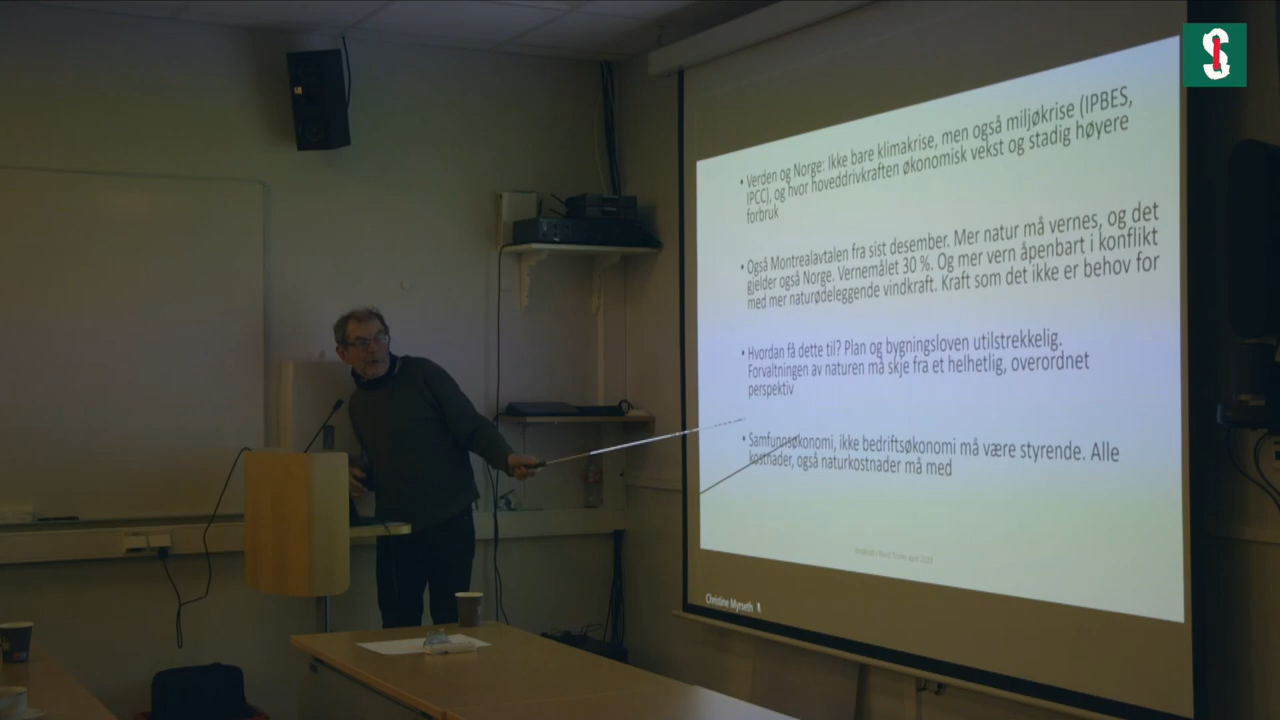 • Verden og Norge: Ikke bare klimakrise, men også miljøkrise (IPBES,
IPCC), og hvor hoveddrivkraften økonomisk vekst og stadig høyere
forbruk
• Også Montrealavtalen fra sist desember. Mer natur må vernes, og det
gjelder også Norge. Vernemålet 30 %. Og mer vern åpenbart i konflikt
med mer naturødeleggende vindkraft. Kraft som det ikke er behov for
• Hvordan få dette til? Plan og bygningsloven utilstrekkelig.
Forvaltningen av naturen må skje fra et helhetlig, overordnet
perspektiv
• Samfunnsøkonomi, ikke bedriftsøkonomi må være styrende. Alle
kostnader, også naturkostnader må med
Christine Myrseth